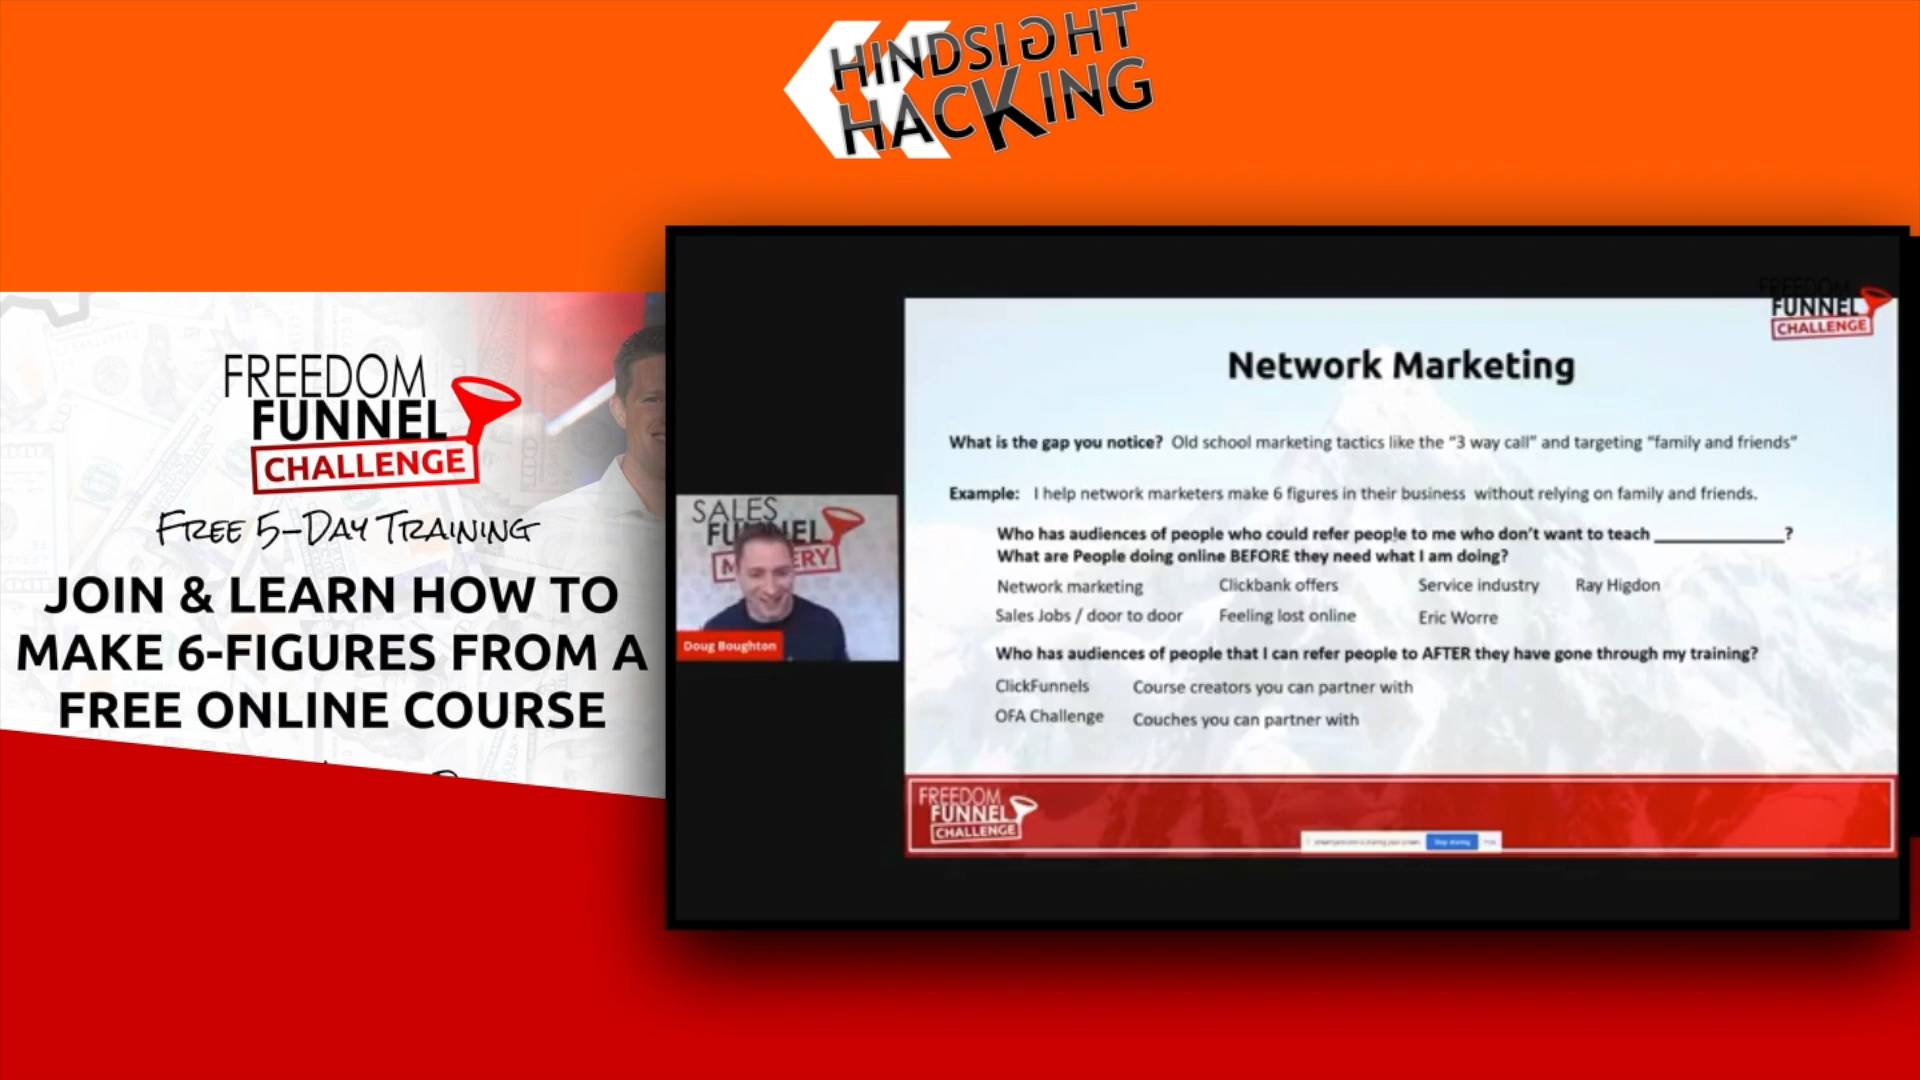 HINDSIGHT
HACKING
FREEDOM
FUNNEL
CHALLENGE
FREE 5-DAY TRAINING
JOIN & LEARN HOW TO
MAKE 6-FIGURES FROM A
FREE ONLINE COURSE
SALES
FUNNEL
Doug Boughton
FREEDOM
FUNNEL
CHALLENGE
Network Marketing
What is the gap you notice? Old school marketing tactics like the "3 way call" and targeting "family and friends"
Example: I help network marketers make 6 figures in their business without relying on family and friends.
Who has audiences of people who could refer people to me who don't want to teach ____________?
What are People doing online BEFORE they need what I am doing?
Network marketing Clickbank offers Service industry Ray Higdon
Sales Jobs / door to door Feeling lost online Eric Worre
Who has audiences of people that I can refer people to AFTER they have gone through my training?
ClickFunnels Course creators you can partner with
OFA Challenge Couches you can partner with
FREEDOM
FUNNEL
CHALLENGE
Stop sharing